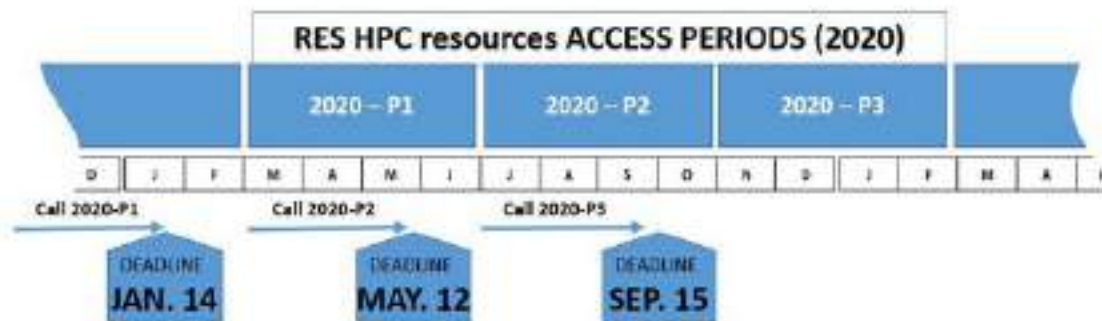 RES HPC resources ACCESS PERIODS (2020)
2020 – P1 2020 – P2 2020 – P3
D J F M A M J J A S O N D J F M A
Call 2020-P1 Call 2020-P2 Call 2020-P3
DEADLINE DEADLINE DEADLINE
JAN. 14 MAY. 12 SEP. 15